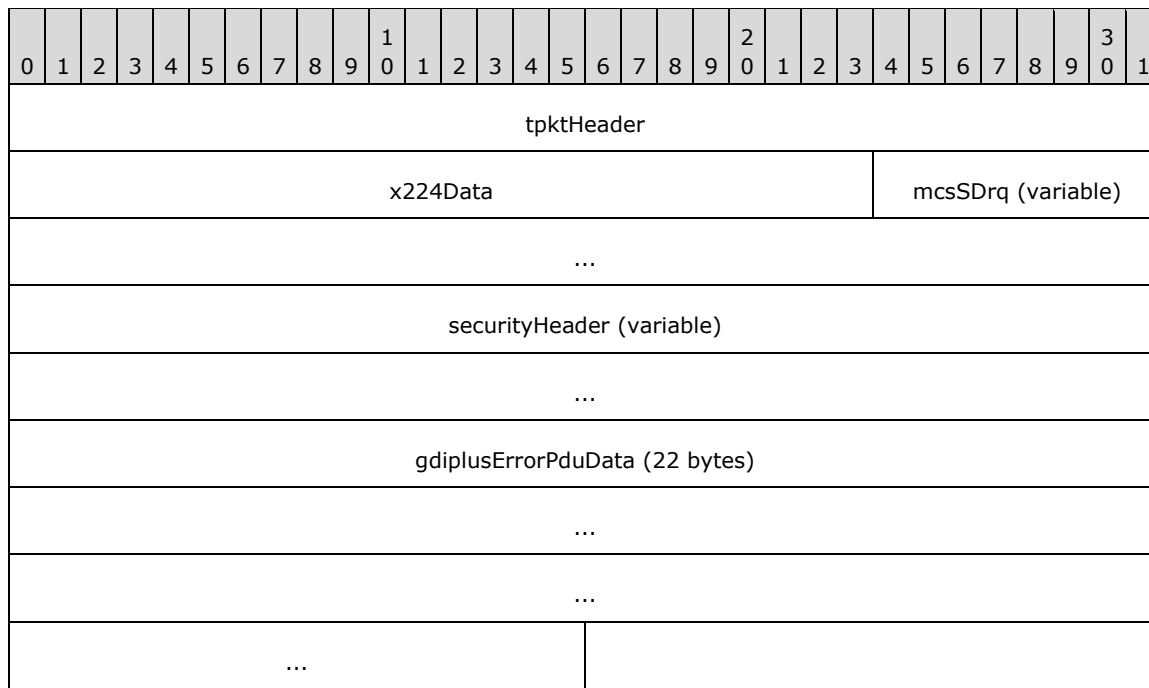 1 2 3
0 1 2 3 4 5 6 7 8 9 0 1 2 3 4 5 6 7 8 9 0 1 2 3 4 5 6 7 8 9 0 1
tpktHeader
x224Data mcsSDrq (variable)
...
securityHeader (variable)
...
gdiplusErrorPduData (22 bytes)
...
...
...